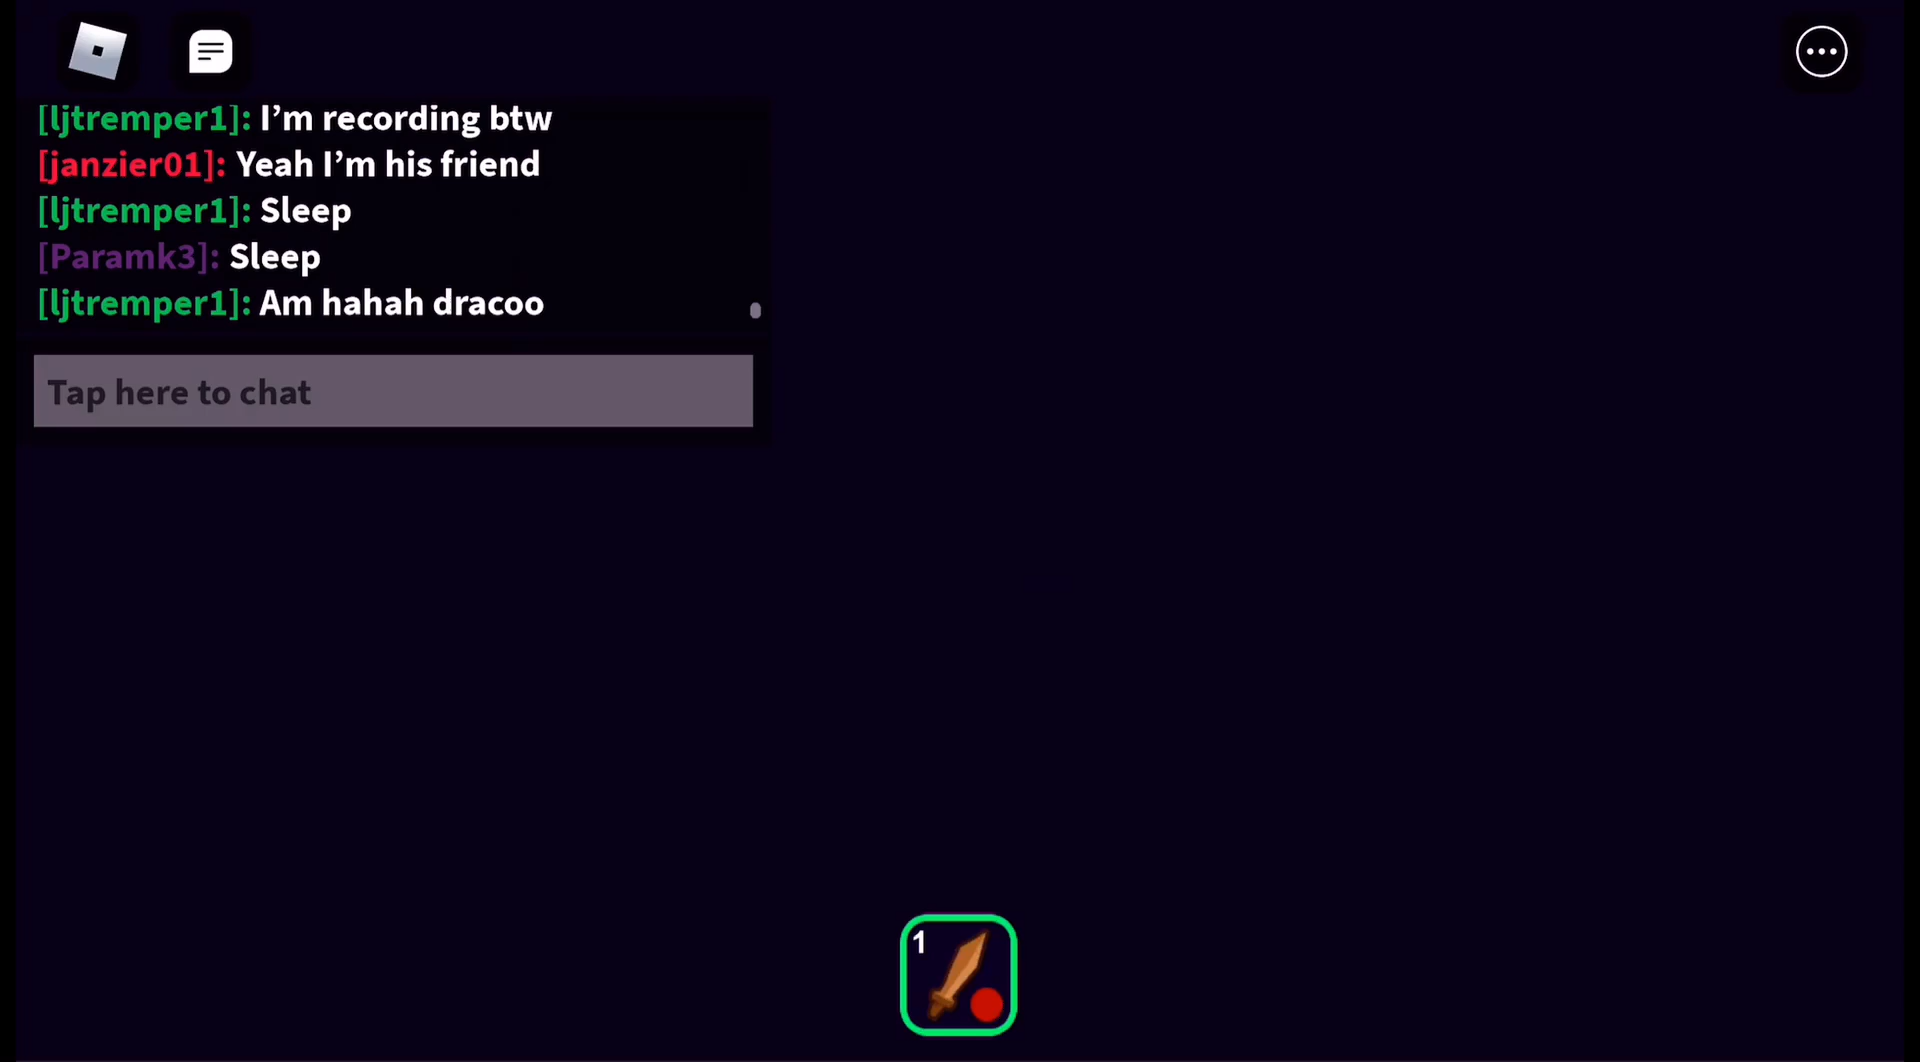 [ljtremper1]: I’m recording btw
[janzier01]: Yeah I’m his friend
[ljtremper1]: Sleep
[Paramk3]: Sleep
[ljtremper1]: Am hahah dracoo
Tap here to chat
1